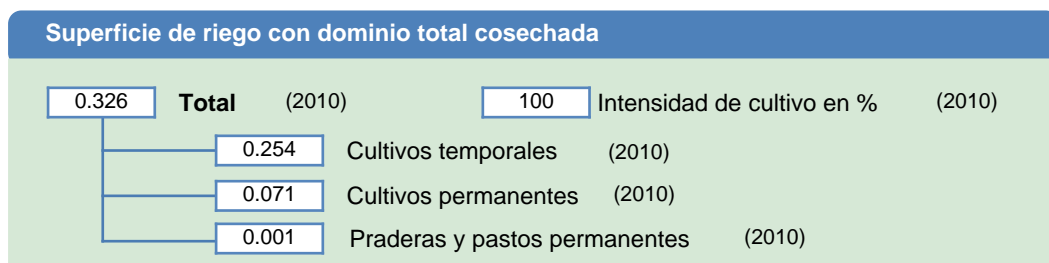 Superficie de riego con dominio total cosechada
0.326 Total (2010) 100 Intensidad de cultivo en % (2010)
0.254 Cultivos temporales (2010)
0.071 Cultivos permanentes (2010)
0.001 Praderas y pastos permanentes (2010)